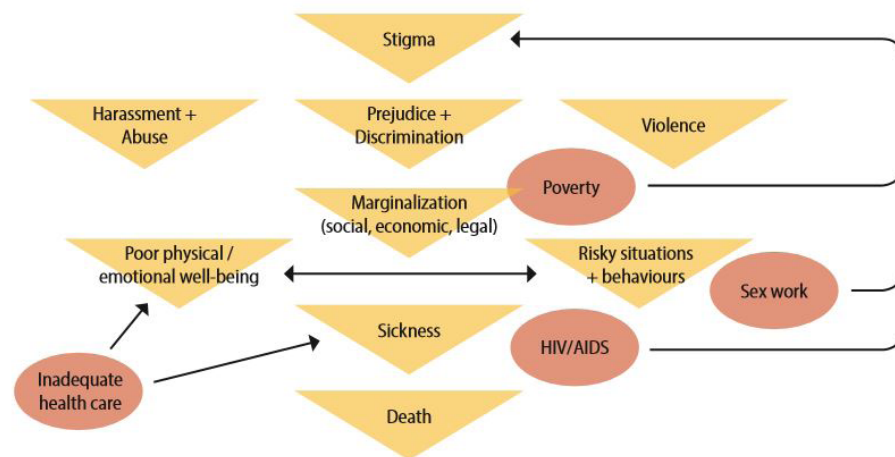 Stigma
Harassment +
Abuse
Prejudice +
Discrimination
Violence
Poverty
Marginalization
(social, economic, legal)
Poor physical /
emotional well-being
Risky situations
+ behaviours
Sex work
Sickness
HIV/AIDS
Inadequate
health care
Death